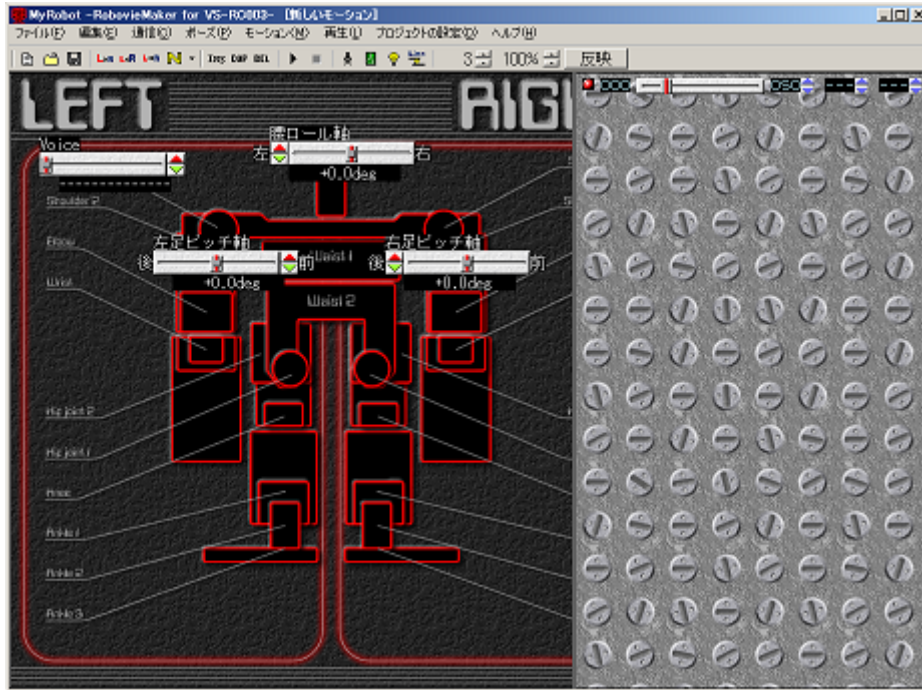 MyRobot -RobovieMaker for VS-RC003- [新しいモーション]
ファイル(F) 編集(E) 通信(C) ポーズ(P) モーション(M) 再生(L) プロジェクトの設定(O) ヘルプ(H)
3 100% 反映
LEFT
RIG
腰ロール軸
左 右
+0.0deg
Voice
Shoulder 2
Elbow
左足ピッチ軸
右足ピッチ軸
Waist 1
後 前
後 前
+0.0deg
+0.0deg
Waist 2
Hip joint 2
Hip joint 1
Knee
Ankle 1
Ankle 2
Ankle 3